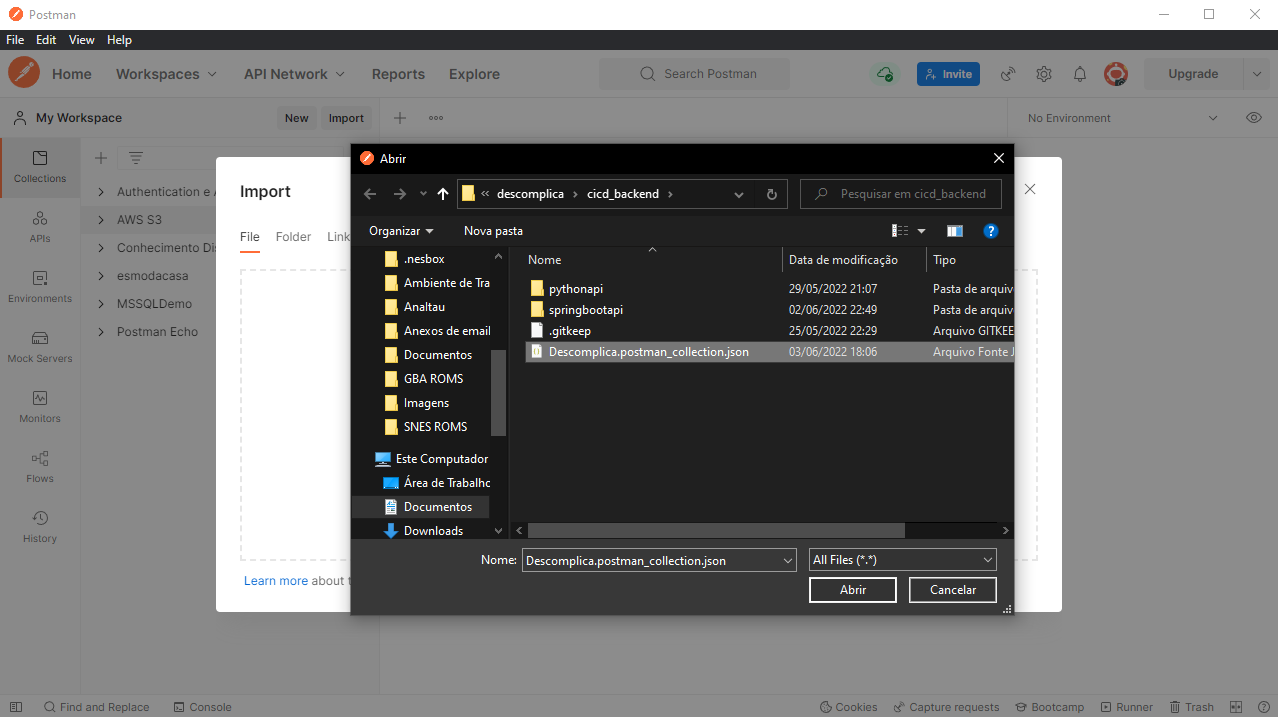 Postman
File Edit View Help
Home Workspaces API Network Reports Explore Search Postman Invite Upgrade
My Workspace New Import No Environment
Collections
APIs
Environments
Mock Servers
Monitors
Flows
History
Authentication e A
AWS S3
Conhecimento Dis
esmodacasa
MSSQLDemo
Postman Echo
Import
File Folder Link
Learn more about t
Abrir
descomplica cicd_backend Pesquisar em cicd_backend
Organizar Nova pasta
.nesbox
Ambiente de Tra
Analtau
Anexos de email
Documentos
GBA ROMS
Imagens
SNES ROMS
Este Computador
Área de Trabalho
Documentos
Downloads
Nome Data de modificação Tipo
pythonapi 29/05/2022 21:07 Pasta de arquiv
springbootapi 02/06/2022 22:49 Pasta de arquiv
.gitkeep 25/05/2022 22:29 Arquivo GITKEE
Descomplica.postman_collection.json 03/06/2022 18:06 Arquivo Fonte J
Nome: Descomplica.postman_collection.json All Files (*.*)
Abrir Cancelar
Find and Replace Console Cookies Capture requests Bootcamp Runner Trash